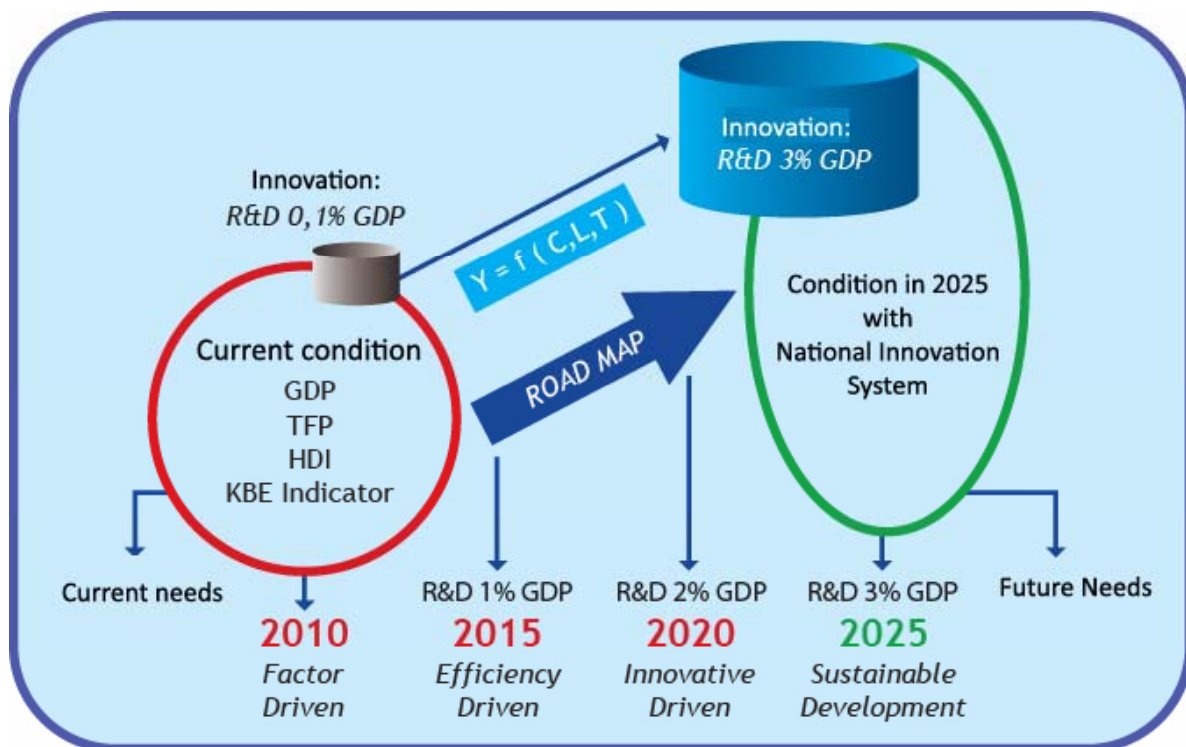 Innovation:
R&D 3% GDP
Innovation:
R&D 0,1% GDP
Y = f ( C,L,T )
ROAD MAP
Current condition
GDP
TFP
HDI
KBE Indicator
Condition in 2025
with
National Innovation
System
Current needs
R&D 1% GDP
R&D 2% GDP
R&D 3% GDP
Future Needs
2010
Factor
Driven
2015
Efficiency
Driven
2020
Innovative
Driven
2025
Sustainable
Development